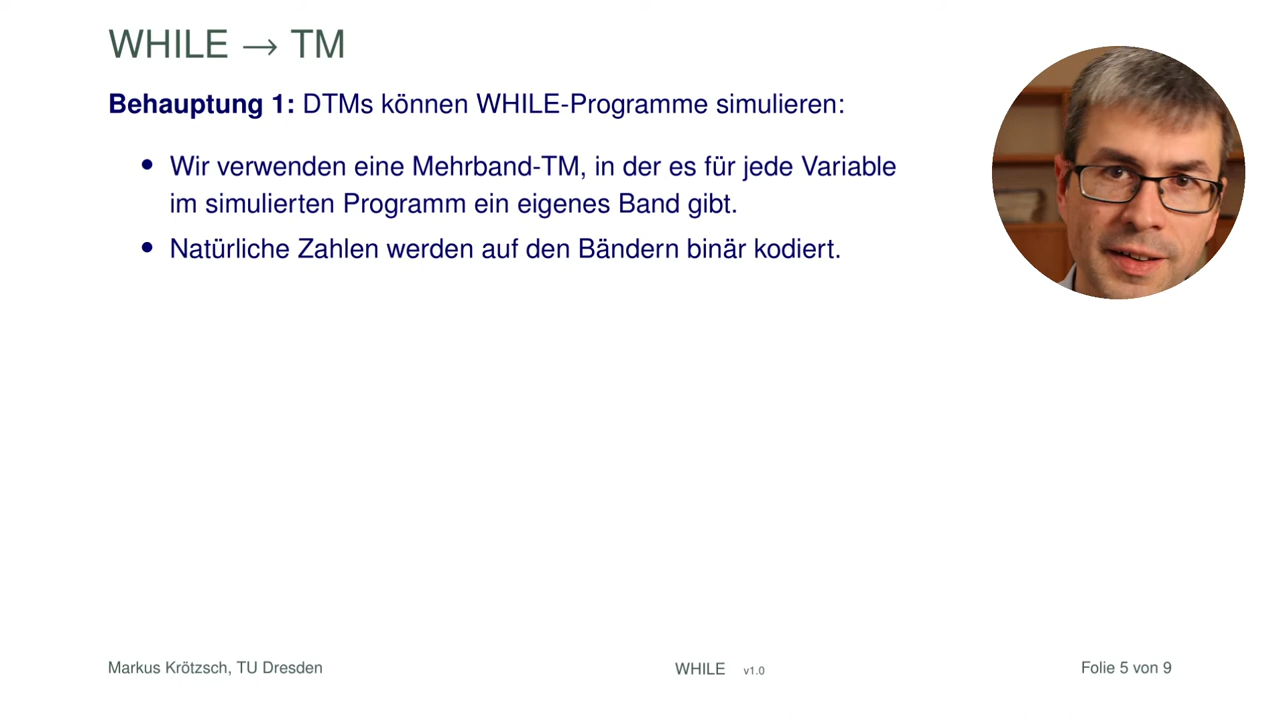 WHILE → TM
Behauptung 1: DTMs können WHILE-Programme simulieren:
• Wir verwenden eine Mehrband-TM, in der es für jede Variable
im simulierten Programm ein eigenes Band gibt.
• Natürliche Zahlen werden auf den Bändern binär kodiert.
Markus Krötzsch, TU Dresden WHILE v1.0 Folie 5 von 9